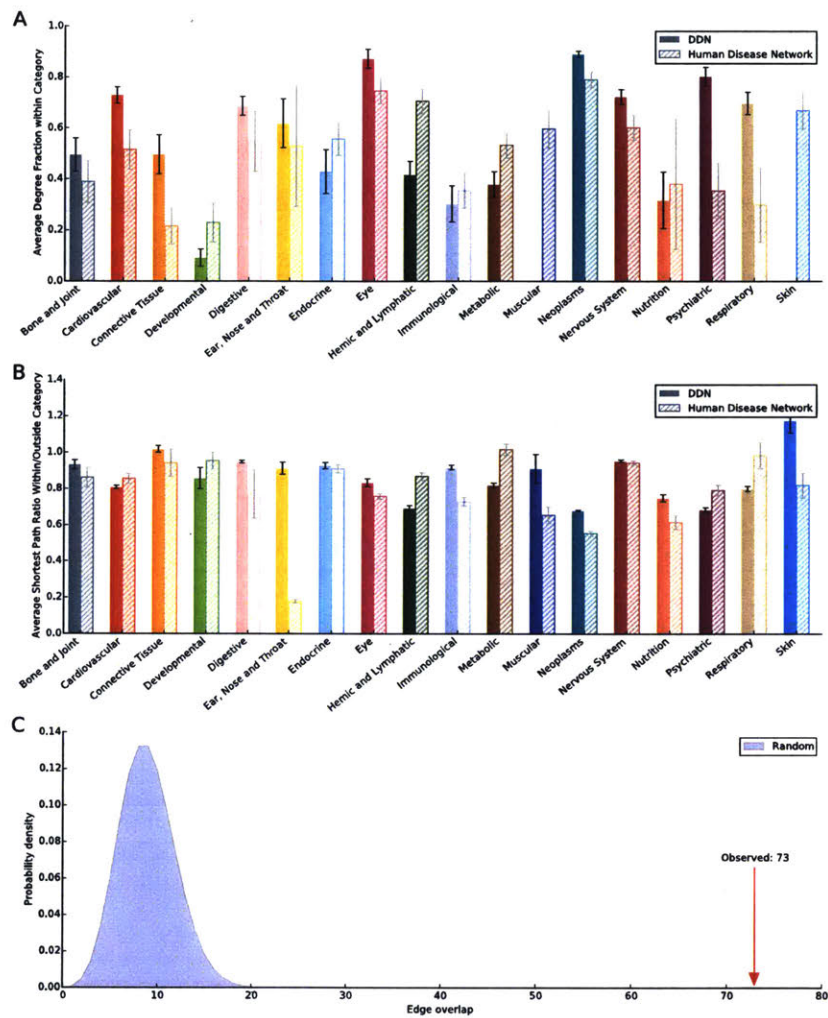 A
Average Degree Fraction within Category
1.0
0.8
0.6
0.4
0.2
0.0
DDN
Human Disease Network
Bone and Joint
Cardiovascular
Connective Tissue
Developmental
Digestive
Ear, Nose and Throat
Endocrine
Eye
Hemic and Lymphatic
Immunological
Metabolic
Muscular
Neoplasms
Nervous System
Nutrition
Psychiatric
Respiratory
Skin
B
Average Shortest Path Ratio Within/Outside Category
1.4
1.2
1.0
0.8
0.6
0.4
0.2
0.0
DDN
Human Disease Network
Bone and Joint
Cardiovascular
Connective Tissue
Developmental
Digestive
Ear, Nose and Throat
Endocrine
Eye
Hemic and Lymphatic
Immunological
Metabolic
Muscular
Neoplasms
Nervous System
Nutrition
Psychiatric
Respiratory
Skin
C
Probability density
0.14
0.12
0.10
0.08
0.06
0.04
0.02
0.00
Random
Observed: 73
0 10 20 30 40 50 60 70 80
Edge overlap